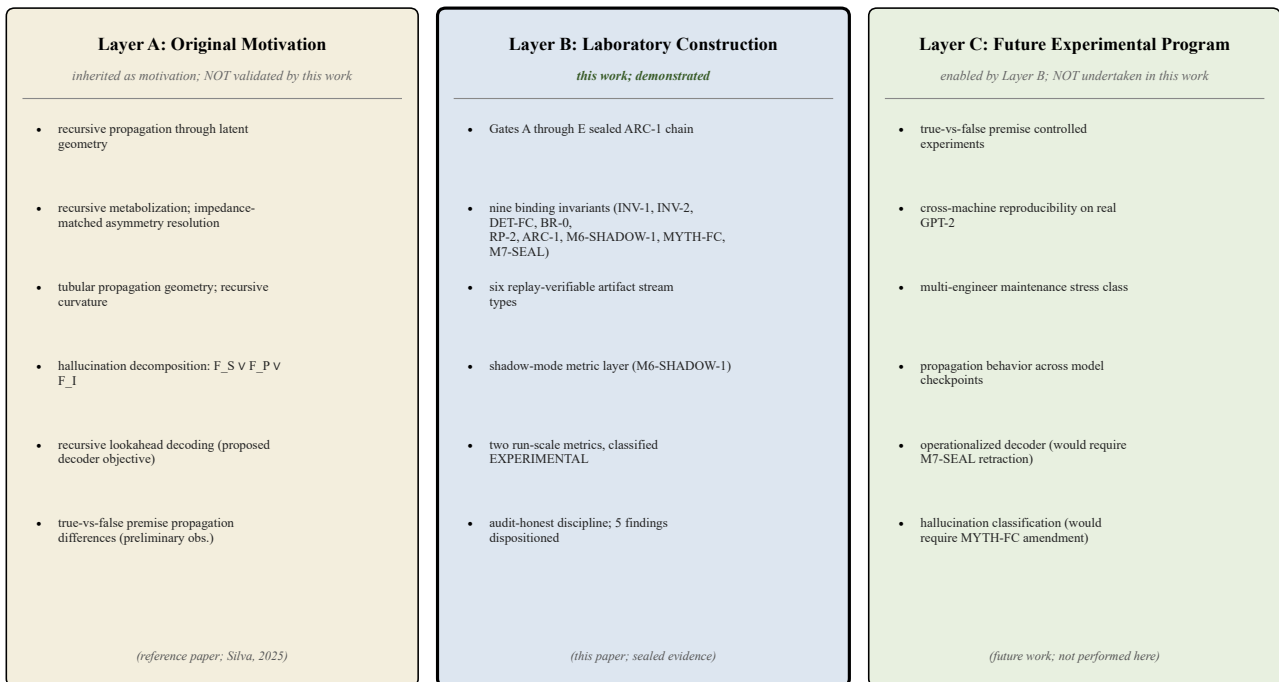 Layer A: Original Motivation
inherited as motivation; NOT validated by this work
• recursive propagation through latent
geometry
• recursive metabolization; impedance-
matched asymmetry resolution
• tubular propagation geometry; recursive
curvature
• hallucination decomposition: F_S ∨ F_P ∨
F_I
• recursive lookahead decoding (proposed
decoder objective)
• true-vs-false premise propagation
differences (preliminary obs.)
(reference paper; Silva, 2025)
Layer B: Laboratory Construction
this work; demonstrated
• Gates A through E sealed ARC-1 chain
• nine binding invariants (INV-1, INV-2,
DET-FC, BR-0,
RP-2, ARC-1, M6-SHADOW-1, MYTH-FC,
M7-SEAL)
• six replay-verifiable artifact stream
types
• shadow-mode metric layer (M6-SHADOW-1)
• two run-scale metrics, classified
EXPERIMENTAL
• audit-honest discipline; 5 findings
dispositioned
(this paper; sealed evidence)
Layer C: Future Experimental Program
enabled by Layer B; NOT undertaken in this work
• true-vs-false premise controlled
experiments
• cross-machine reproducibility on real
GPT-2
• multi-engineer maintenance stress class
• propagation behavior across model
checkpoints
• operationalized decoder (would require
M7-SEAL retraction)
• hallucination classification (would
require MYTH-FC amendment)
(future work; not performed here)